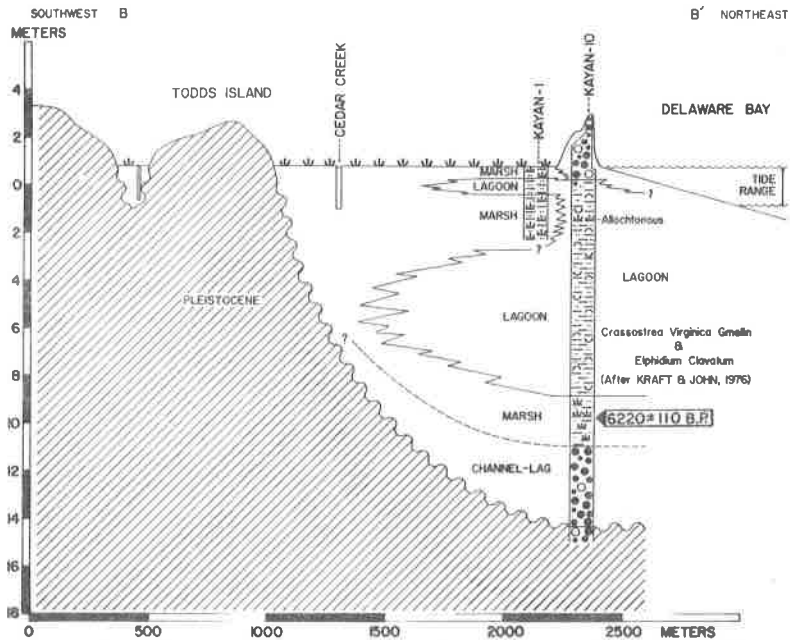 SOUTHWEST B
B' NORTHEAST
METERS
TODDS ISLAND
CEDAR CREEK
KAYAN-1
KAYAN-10
DELAWARE BAY
MARSH
LAGOON
MARSH
?
TIDE
RANGE
Allochtonous
?
LAGOON
PLEISTOCENE
LAGOON
Crassostrea Virginica Gmelin
&
Elphidium Clavatum
(After KRAFT & JOHN, 1976)
?
MARSH
6220±110 B.P.
CHANNEL-LAG
4
2
0
2
4
6
8
10
12
14
16
18
0 500 1000 1500 2000 2500 METERS